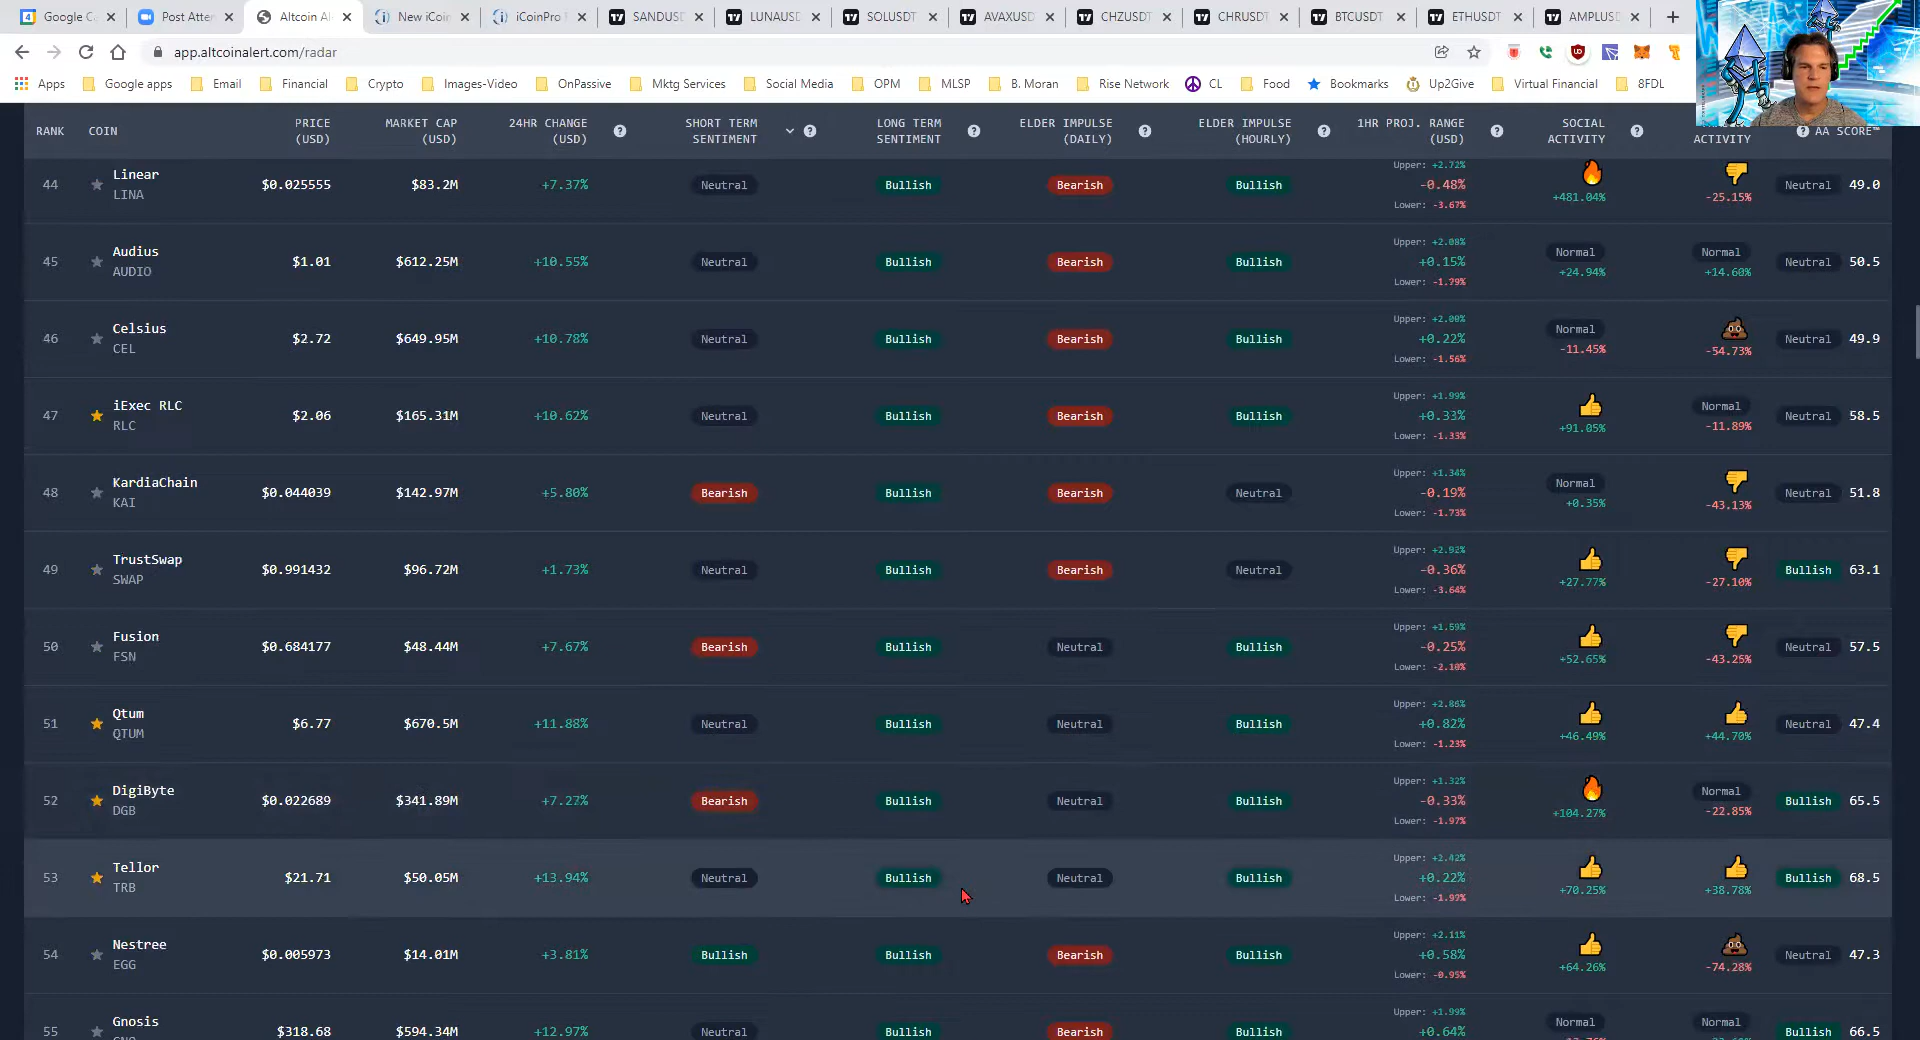 Google C
Post Atter
Altcoin Al
New iCoin
iCoinPro
SANDUSD
LUNAUSD
SOLUSDT
AVAXUSD
CHZUSDT
CHRUSDT
BTCUSDT
ETHUSDT
AMPLUSD
app.altcoinalert.com/radar
Apps
Google apps
Email
Financial
Crypto
Images-Video
OnPassive
Mktg Services
Social Media
OPM
MLSP
B. Moran
Rise Network
CL
Food
Bookmarks
Up2Give
Virtual Financial
8FDL
RANK COIN PRICE (USD) MARKET CAP (USD) 24HR CHANGE (USD) SHORT TERM SENTIMENT LONG TERM SENTIMENT ELDER IMPULSE (DAILY) ELDER IMPULSE (HOURLY) 1HR PROJ. RANGE (USD) SOCIAL ACTIVITY ACTIVITY AA SCORE™
Upper: +2.72%
44 Linear $0.025555 $83.2M +7.37% Neutral Bullish Bearish Bullish -0.48% Neutral 49.0
LINA Lower: -3.67% +481.04% -25.15%
Upper: +2.08%
45 Audius $1.01 $612.25M +10.55% Neutral Bullish Bearish Bullish +0.15% Normal Normal Neutral 50.5
AUDIO Lower: -1.79% +24.94% +14.60%
Upper: +2.00%
46 Celsius $2.72 $649.95M +10.78% Neutral Bullish Bearish Bullish +0.22% Normal Neutral 49.9
CEL Lower: -1.56% -11.45% -54.73%
Upper: +1.99%
47 iExec RLC $2.06 $165.31M +10.62% Neutral Bullish Bearish Bullish +0.33% Normal Neutral 58.5
RLC Lower: -1.33% +91.05% -11.89%
Upper: +1.34%
48 KardiaChain $0.044039 $142.97M +5.80% Bearish Bullish Bearish Neutral -0.19% Normal Neutral 51.8
KAI Lower: -1.73% +0.35% -43.13%
Upper: +2.92%
49 TrustSwap $0.991432 $96.72M +1.73% Neutral Bullish Bearish Neutral -0.36% Bullish 63.1
SWAP Lower: -3.64% +27.77% -27.10%
Upper: +1.59%
50 Fusion $0.684177 $48.44M +7.67% Bearish Bullish Neutral Bullish -0.25% Neutral 57.5
FSN Lower: -2.10% +52.65% -43.25%
Upper: +2.86%
51 Qtum $6.77 $670.5M +11.88% Neutral Bullish Neutral Bullish +0.82% Neutral 47.4
QTUM Lower: -1.23% +46.49% +44.70%
Upper: +1.32%
52 DigiByte $0.022689 $341.89M +7.27% Bearish Bullish Neutral Bullish -0.33% Normal Bullish 65.5
DGB Lower: -1.97% +104.27% -22.85%
Upper: +2.42%
53 Tellor $21.71 $50.05M +13.94% Neutral Bullish Neutral Bullish +0.22% Bullish 68.5
TRB Lower: -1.99% +70.25% +38.78%
Upper: +2.11%
54 Nestree $0.005973 $14.01M +3.81% Bullish Bullish Bearish Bullish +0.58% Neutral 47.3
EGG Lower: -0.95% +64.26% -74.28%
Upper: +1.99%
55 Gnosis $318.68 $594.34M +12.97% Neutral Bullish Bearish Bullish +0.64% Normal Normal Bullish 66.5